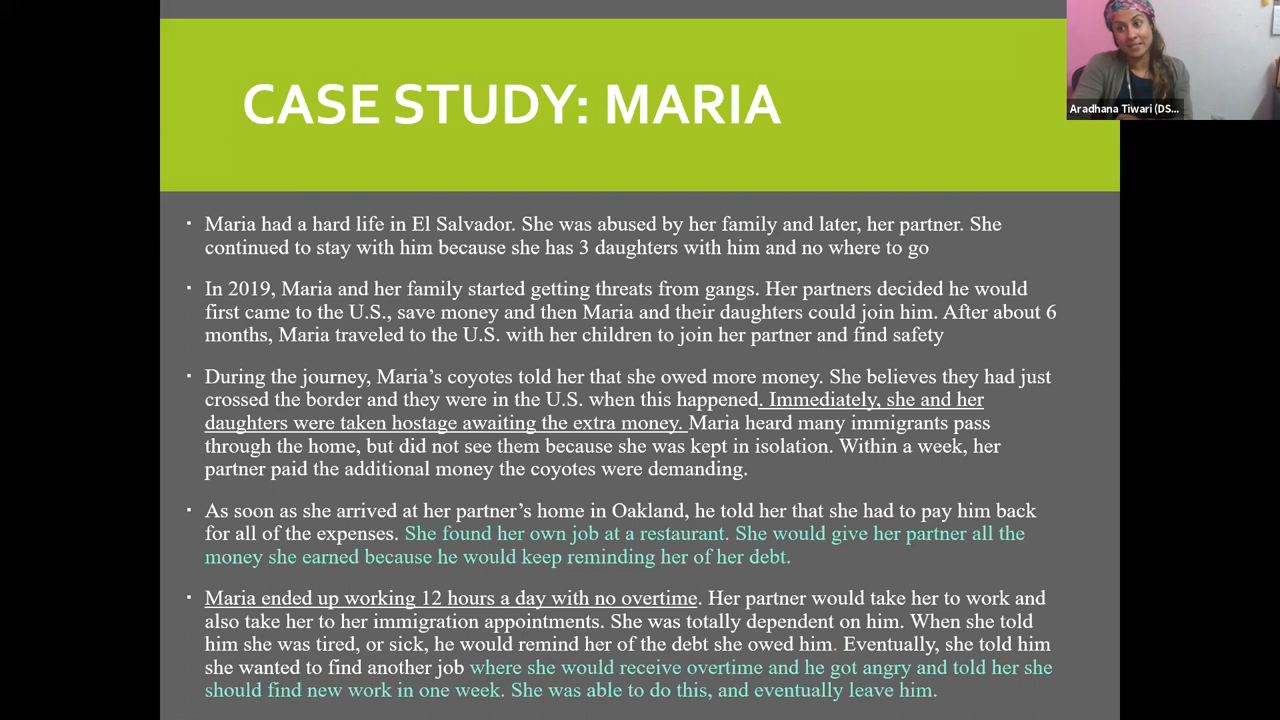 CASE STUDY: MARIA
Aradhana Tiwari (DS...
▪ Maria had a hard life in El Salvador. She was abused by her family and later, her partner. She
continued to stay with him because she has 3 daughters with him and no where to go
▪ In 2019, Maria and her family started getting threats from gangs. Her partners decided he would
first came to the U.S., save money and then Maria and their daughters could join him. After about 6
months, Maria traveled to the U.S. with her children to join her partner and find safety
▪ During the journey, Maria’s coyotes told her that she owed more money. She believes they had just
crossed the border and they were in the U.S. when this happened. Immediately, she and her
daughters were taken hostage awaiting the extra money. Maria heard many immigrants pass
through the home, but did not see them because she was kept in isolation. Within a week, her
partner paid the additional money the coyotes were demanding.
▪ As soon as she arrived at her partner’s home in Oakland, he told her that she had to pay him back
for all of the expenses. She found her own job at a restaurant. She would give her partner all the
money she earned because he would keep reminding her of her debt.
▪ Maria ended up working 12 hours a day with no overtime. Her partner would take her to work and
also take her to her immigration appointments. She was totally dependent on him. When she told
him she was tired, or sick, he would remind her of the debt she owed him. Eventually, she told him
she wanted to find another job where she would receive overtime and he got angry and told her she
should find new work in one week. She was able to do this, and eventually leave him.